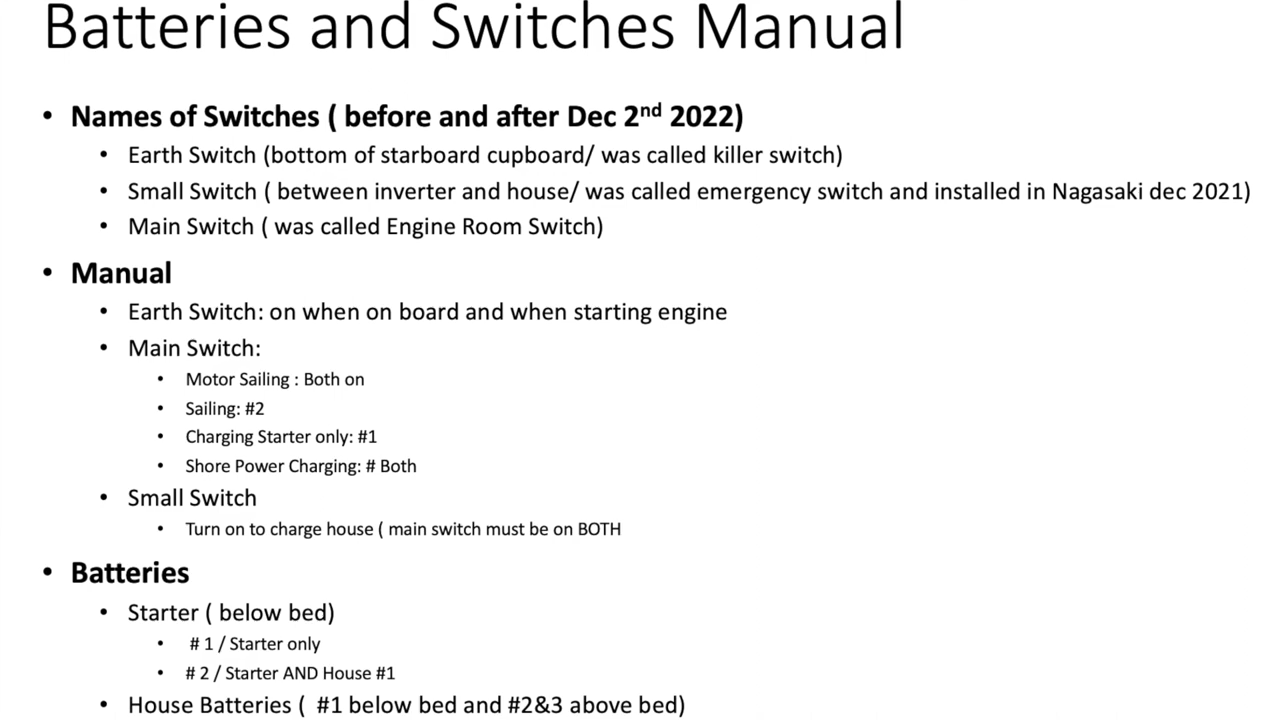 Batteries and Switches Manual
• Names of Switches ( before and after Dec 2nd 2022)
• Earth Switch (bottom of starboard cupboard/ was called killer switch)
• Small Switch ( between inverter and house/ was called emergency switch and installed in Nagasaki dec 2021)
• Main Switch ( was called Engine Room Switch)
• Manual
• Earth Switch: on when on board and when starting engine
• Main Switch:
• Motor Sailing : Both on
• Sailing: #2
• Charging Starter only: #1
• Shore Power Charging: # Both
• Small Switch
• Turn on to charge house ( main switch must be on BOTH
• Batteries
• Starter ( below bed)
• # 1 / Starter only
• # 2 / Starter AND House #1
• House Batteries ( #1 below bed and #2&3 above bed)